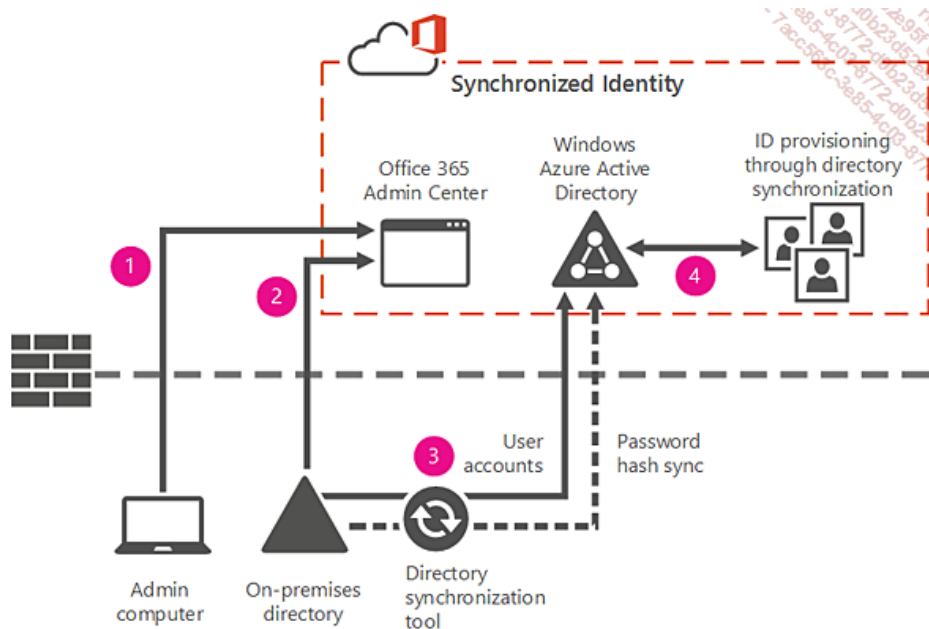 Synchronized Identity
Office 365
Admin Center
Windows
Azure Active
Directory
ID provisioning
through directory
synchronization
1
2
4
3
User
accounts
Password
hash sync
Admin
computer
On-premises
directory
Directory
synchronization
tool